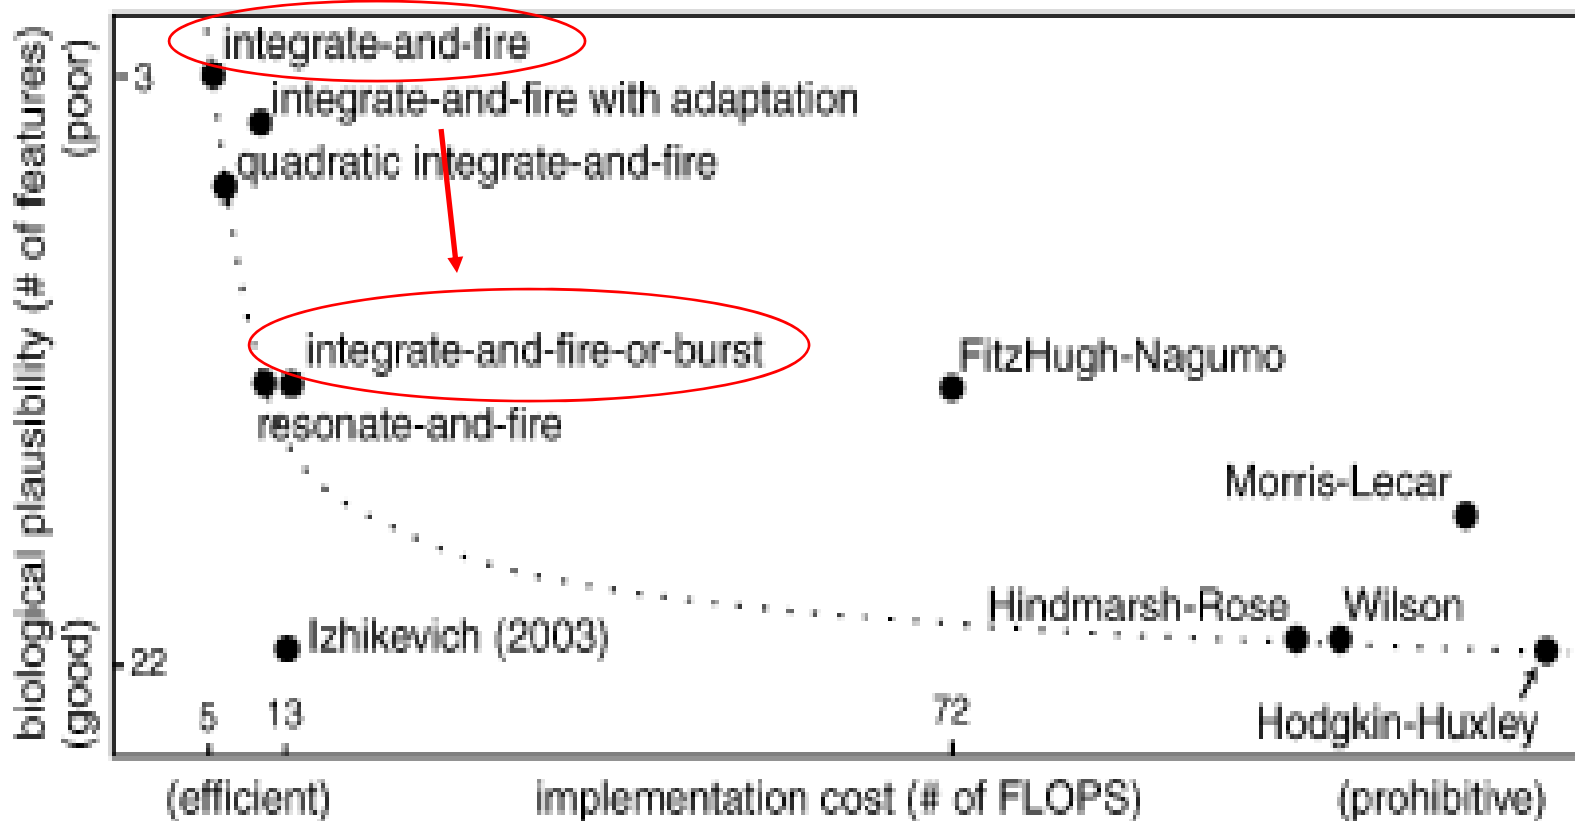 biological plausibility (# of features)
(poor)
(good)
3
22
integrate-and-fire
integrate-and-fire with adaptation
quadratic integrate-and-fire
integrate-and-fire-or-burst
resonate-and-fire
FitzHugh-Nagumo
Morris-Lecar
Hindmarsh-Rose
Wilson
Izhikevich (2003)
Hodgkin-Huxley
5
13
72
(efficient)
implementation cost (# of FLOPS)
(prohibitive)